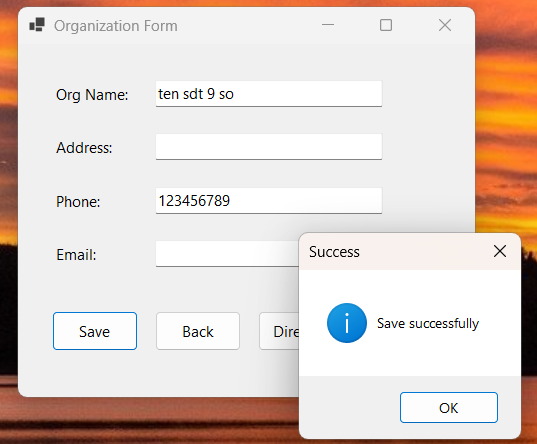 Organization Form
Org Name: ten sdt 9 so
Address:
Phone: 123456789
Email:
Success
Save successfully
OK
Save Back